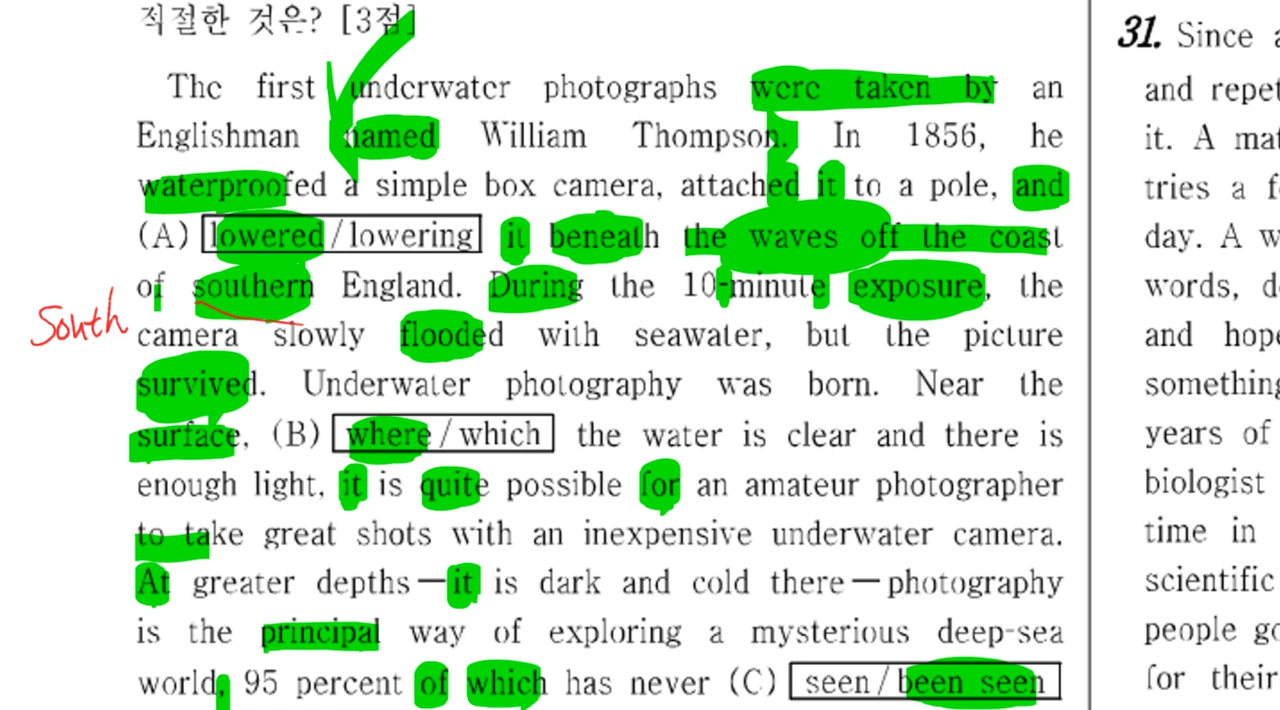 직절한 것은? [3점]
The first underwater photographs were taken by an
Englishman named William Thompson. In 1856, he
waterproofed a simple box camera, attached it to a pole, and
(A) lowered / lowering it beneath the waves off the coast
of southern England. During the 10-minute exposure, the
South
camera slowly flooded with seawater, but the picture
survived. Underwater photography was born. Near the
surface, (B) where / which the water is clear and there is
enough light, it is quite possible for an amateur photographer
to take great shots with an inexpensive underwater camera.
At greater depths — it is dark and cold there — photography
is the principal way of exploring a mysterious deep-sea
world, 95 percent of which has never (C) seen / been seen
31. Since
and
it. A
tries a
day. A
words,
and
something
years of
biologist
time in
scientific
people
for their